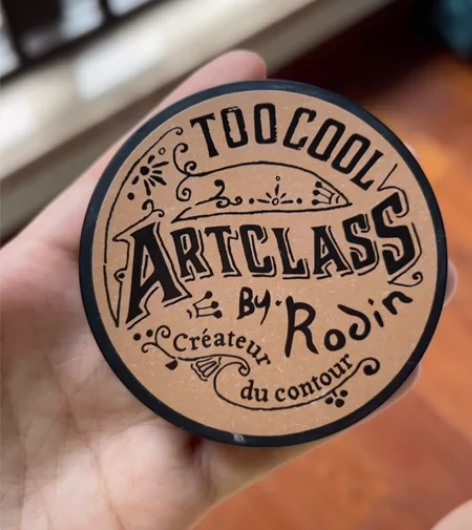 TOO COOL
ARTCLASS
By. Rodin
Créateur
du contour